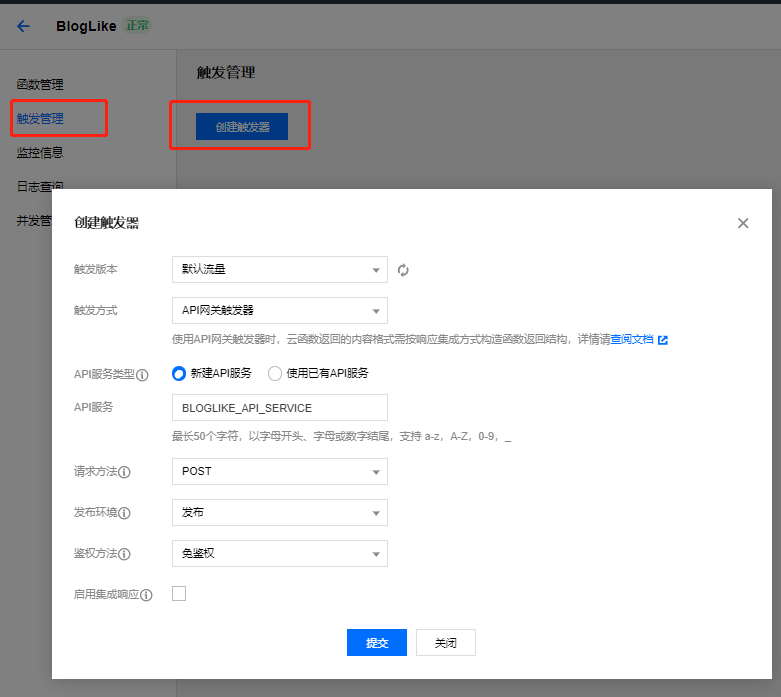 BlogLike 正常
函数管理
触发管理
监控信息
日志查询
并发管
触发管理
创建触发器
创建触发器
触发版本 默认流量
触发方式 API网关触发器
使用API网关触发器时，云函数返回的内容格式需按响应集成方式构造函数返回结构，详情请查阅文档
API服务类型 新建API服务 使用已有API服务
API服务 BLOGLIKE_API_SERVICE
最长50个字符，以字母开头、字母或数字结尾，支持 a-z，A-Z，0-9，_
请求方法 POST
发布环境 发布
鉴权方法 免鉴权
启用集成响应
提交 关闭